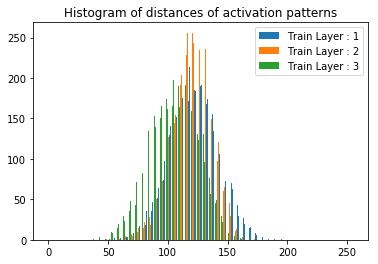 Histogram of distances of activation patterns
Train Layer : 1
Train Layer : 2
Train Layer : 3
250
200
150
100
50
0
0 50 100 150 200 250